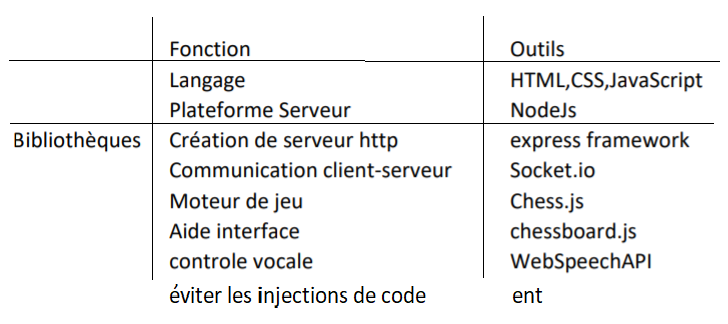 Fonction Outils
Langage HTML,CSS,JavaScript
Plateforme Serveur NodeJs
Bibliothèques Création de serveur http express framework
Communication client-serveur Socket.io
Moteur de jeu Chess.js
Aide interface chessboard.js
controle vocale WebSpeechAPI
éviter les injections de code ent